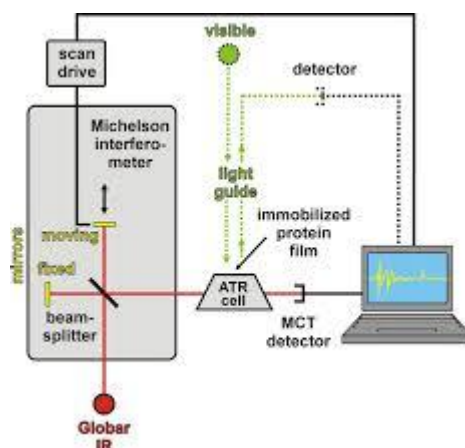 visible
scan
drive
detector
Michelson
interfero-
meter
light
guide
immobilized
protein
film
moving
mirrors
fixed
ATR
cell
beam-
splitter
MCT
detector
Globar
IR